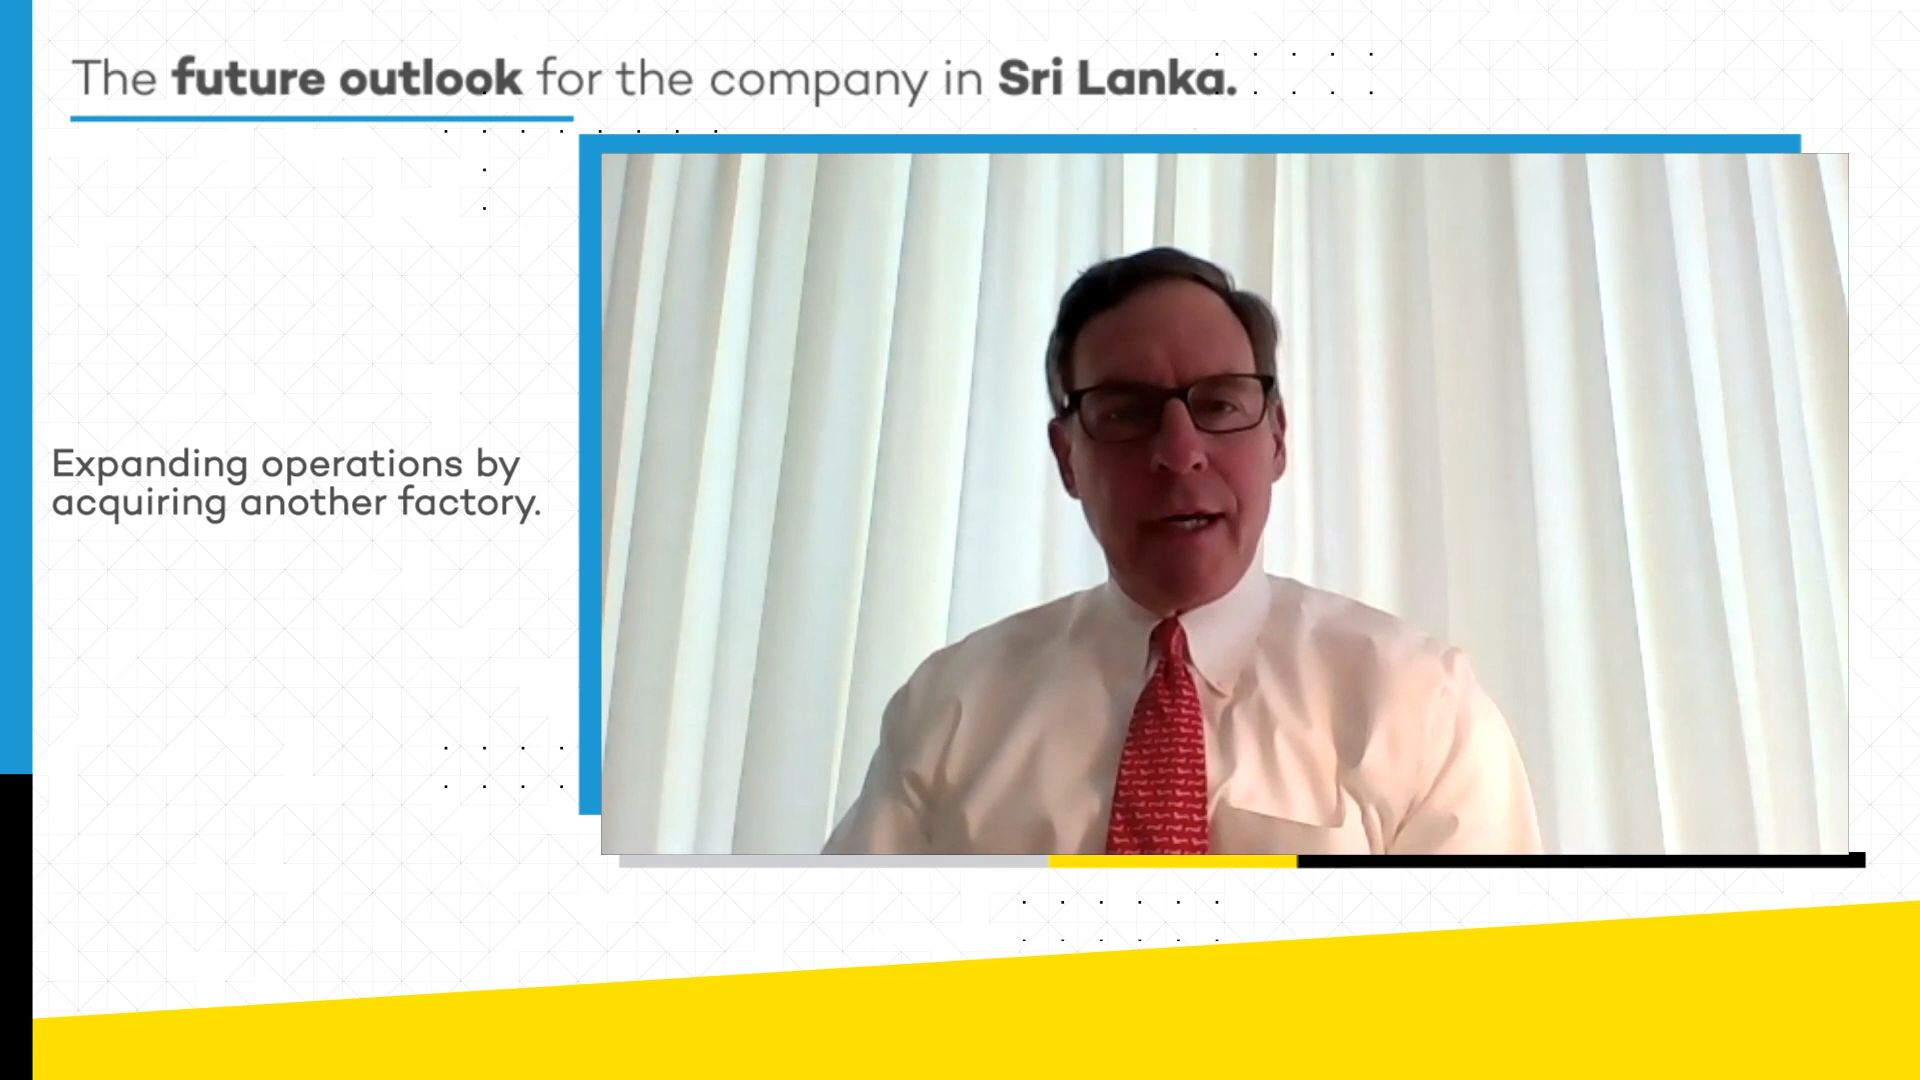 The future outlook for the company in Sri Lanka.
Expanding operations by
acquiring another factory.